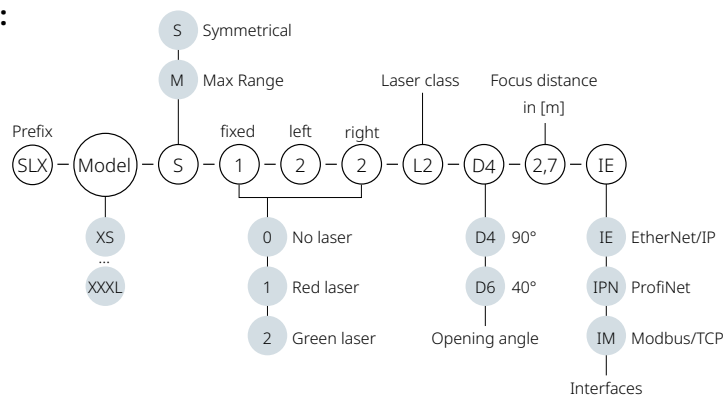 :
S Symmetrical
M Max Range
Laser class
Focus distance
in [m]
Prefix
fixed
left
right
SLX – Model – S – 1 – 2 – 2 – L2 – D4 – 2,7 – IE
XS
...
XXXL
0 No laser
1 Red laser
2 Green laser
D4 90°
D6 40°
Opening angle
IE EtherNet/IP
IPN ProfiNet
IM Modbus/TCP
Interfaces